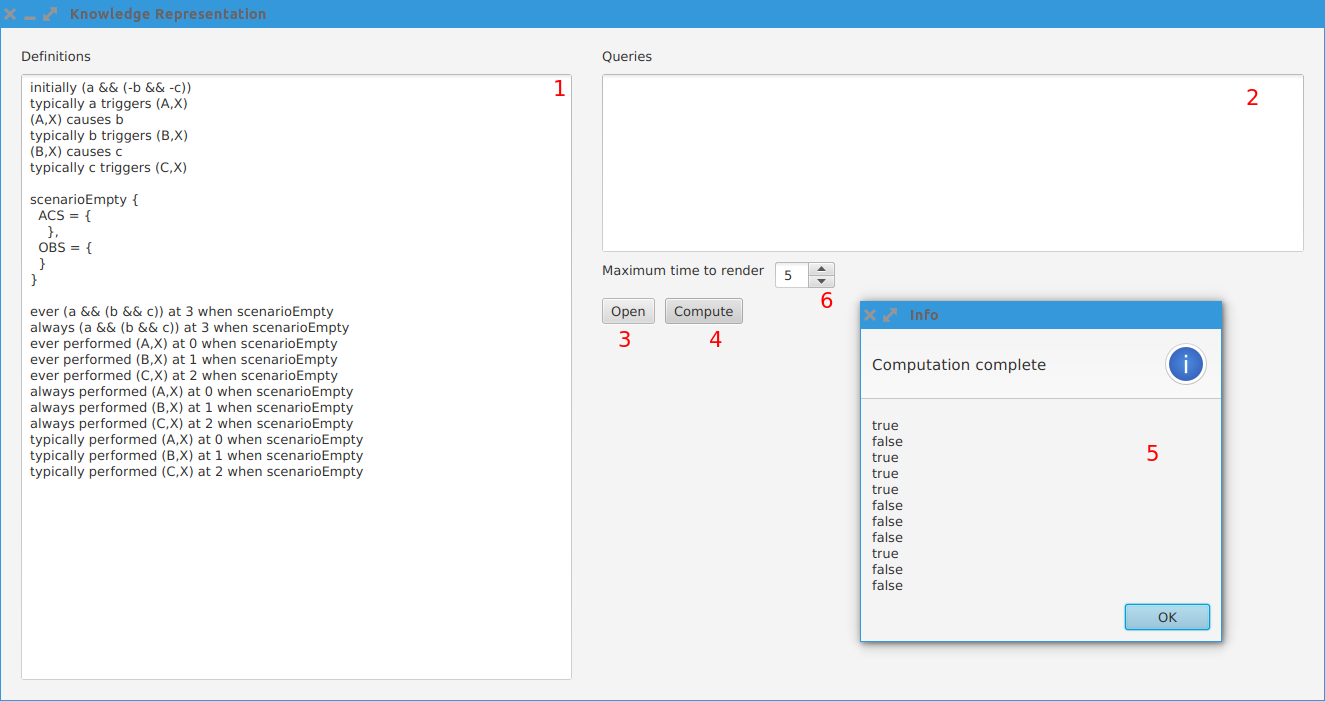 Knowledge Representation
Definitions
initially (a && (-b && -c))
typically a triggers (A,X)
(A,X) causes b
typically b triggers (B,X)
(B,X) causes c
typically c triggers (C,X)
scenarioEmpty {
ACS = {
},
OBS = {
}
}
ever (a && (b && c)) at 3 when scenarioEmpty
always (a && (b && c)) at 3 when scenarioEmpty
ever performed (A,X) at 0 when scenarioEmpty
ever performed (B,X) at 1 when scenarioEmpty
ever performed (C,X) at 2 when scenarioEmpty
always performed (A,X) at 0 when scenarioEmpty
always performed (B,X) at 1 when scenarioEmpty
always performed (C,X) at 2 when scenarioEmpty
typically performed (A,X) at 0 when scenarioEmpty
typically performed (B,X) at 1 when scenarioEmpty
typically performed (C,X) at 2 when scenarioEmpty
1
Queries
2
Maximum time to render 5
6
Open Compute
3 4
Info
Computation complete
i
true
false
true
true
true
false
false
false
true
false
false
5
OK